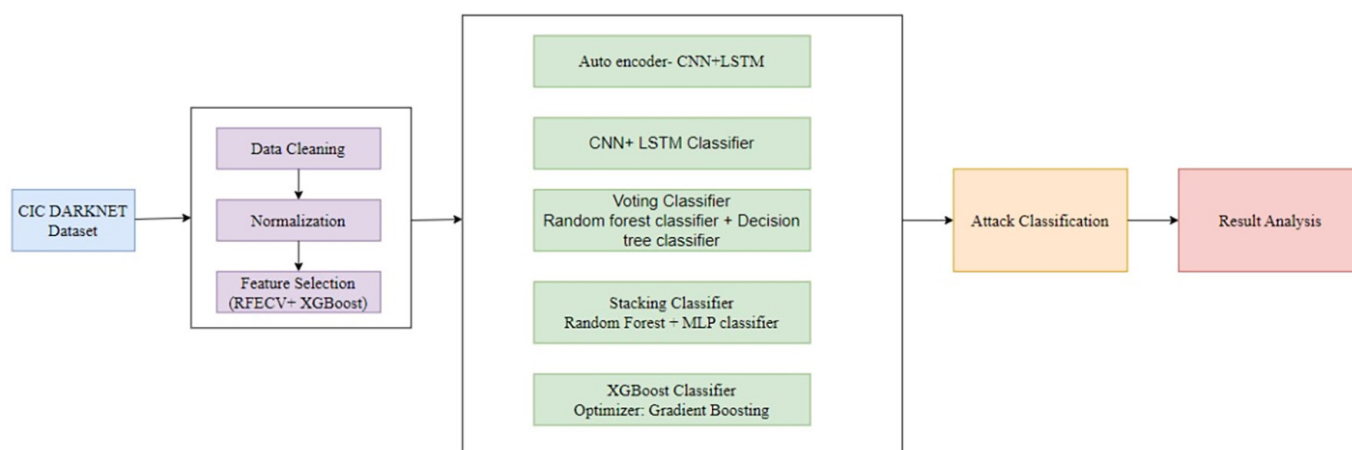 CIC DARKNET
Dataset
Data Cleaning
Normalization
Feature Selection
(RFECV+ XGBoost)
Auto encoder- CNN+LSTM
CNN+ LSTM Classifier
Voting Classifier
Random forest classifier + Decision
tree classifier
Stacking Classifier
Random Forest + MLP classifier
XGBoost Classifier
Optimizer: Gradient Boosting
Attack Classification
Result Analysis